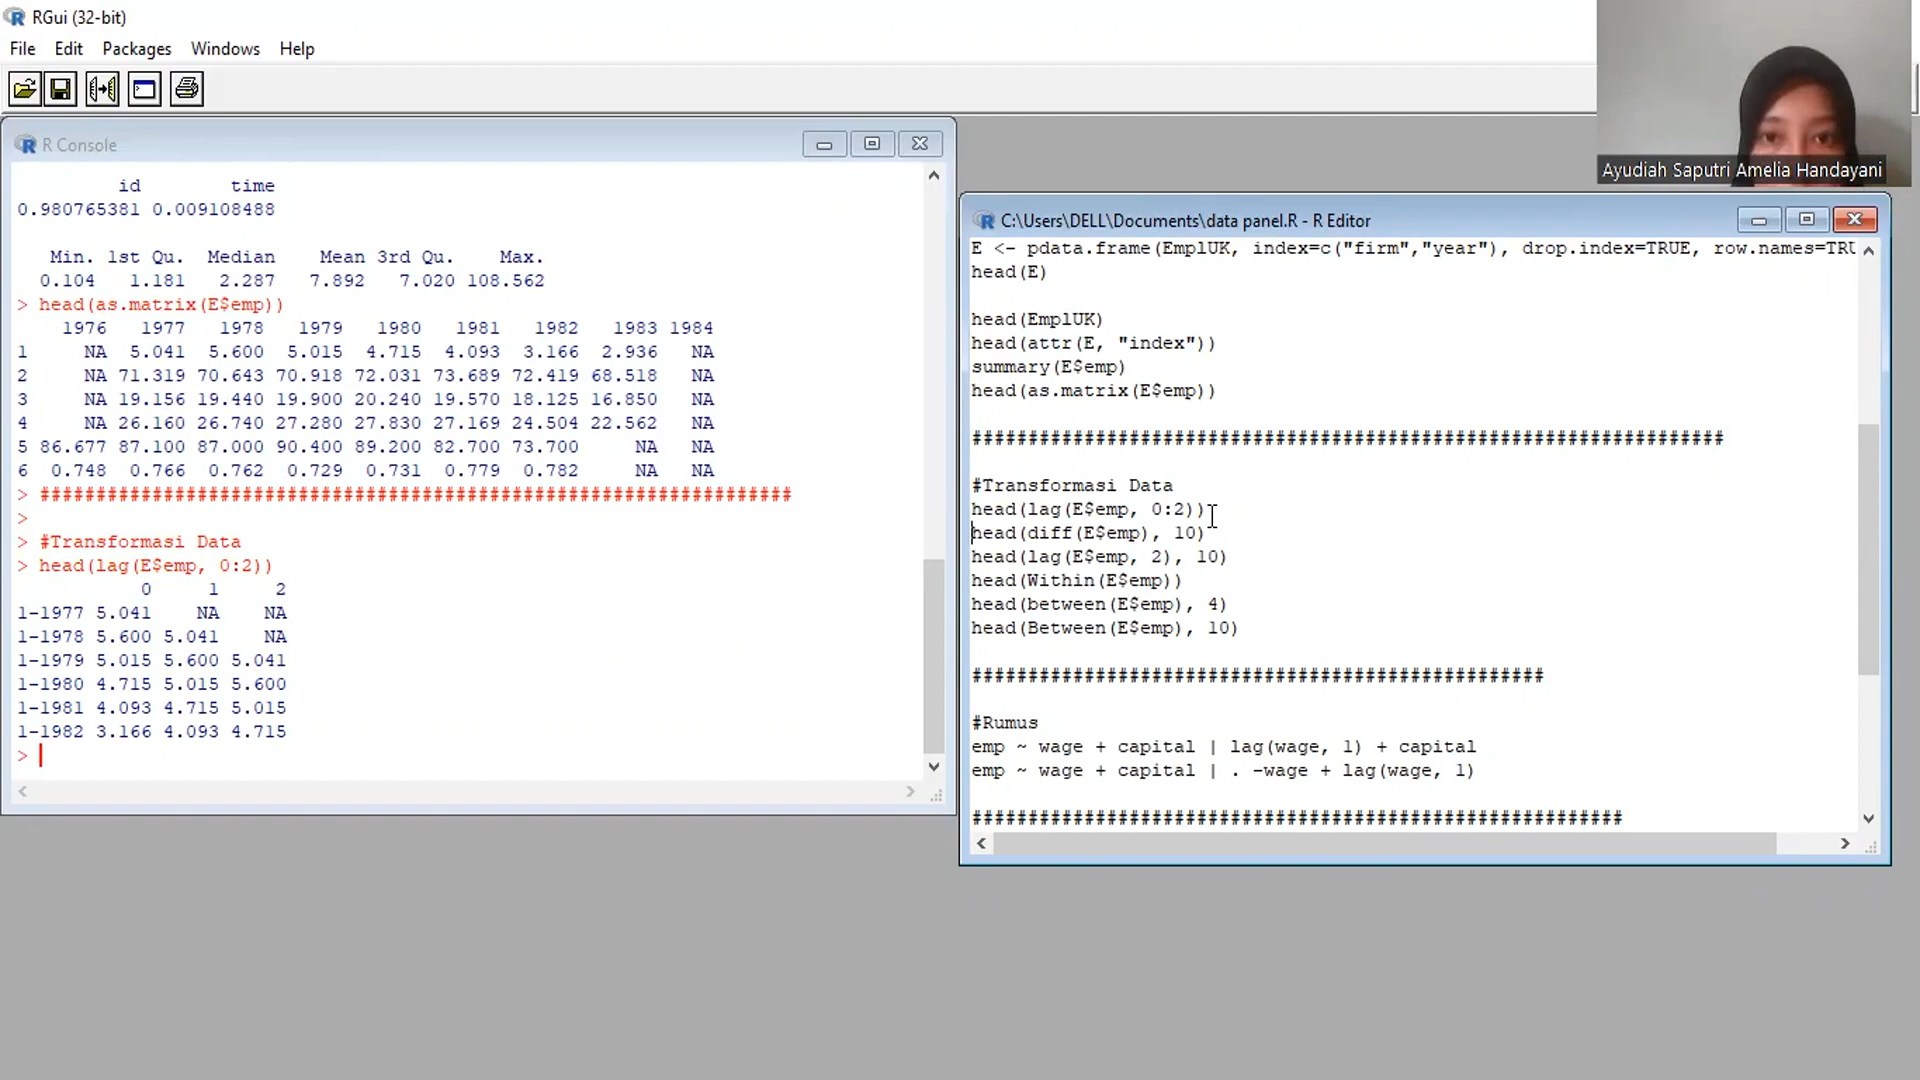 RGui (32-bit)
File Edit Packages Windows Help
Ayudiah Saputri Amelia Handayani
R Console
id time
0.980765381 0.009108488
Min. 1st Qu. Median Mean 3rd Qu. Max.
0.104 1.181 2.287 7.892 7.020 108.562
> head(as.matrix(E$emp))
1976 1977 1978 1979 1980 1981 1982 1983 1984
1 NA 5.041 5.600 5.015 4.715 4.093 3.166 2.936 NA
2 NA 71.319 70.643 70.918 72.031 73.689 72.419 68.518 NA
3 NA 19.156 19.440 19.900 20.240 19.570 18.125 16.850 NA
4 NA 26.160 26.740 27.280 27.830 27.169 24.504 22.562 NA
5 86.677 87.100 87.000 90.400 89.200 82.700 73.700 NA NA
6 0.748 0.766 0.762 0.729 0.731 0.779 0.782 NA NA
> ###################################################################
>
> #Transformasi Data
> head(lag(E$emp, 0:2))
0 1 2
1-1977 5.041 NA NA
1-1978 5.600 5.041 NA
1-1979 5.015 5.600 5.041
1-1980 4.715 5.015 5.600
1-1981 4.093 4.715 5.015
1-1982 3.166 4.093 4.715
>
C:\Users\DELL\Documents\data panel.R - R Editor
E <- pdata.frame(EmplUK, index=c("firm","year"), drop.index=TRUE, row.names=TRU
head(E)
head(EmplUK)
head(attr(E, "index"))
summary(E$emp)
head(as.matrix(E$emp))
###################################################################
#Transformasi Data
head(lag(E$emp, 0:2))
head(diff(E$emp), 10)
head(lag(E$emp, 2), 10)
head(Within(E$emp))
head(between(E$emp), 4)
head(Between(E$emp), 10)
###################################################
#Rumus
emp ~ wage + capital | lag(wage, 1) + capital
emp ~ wage + capital | . -wage + lag(wage, 1)
##########################################################